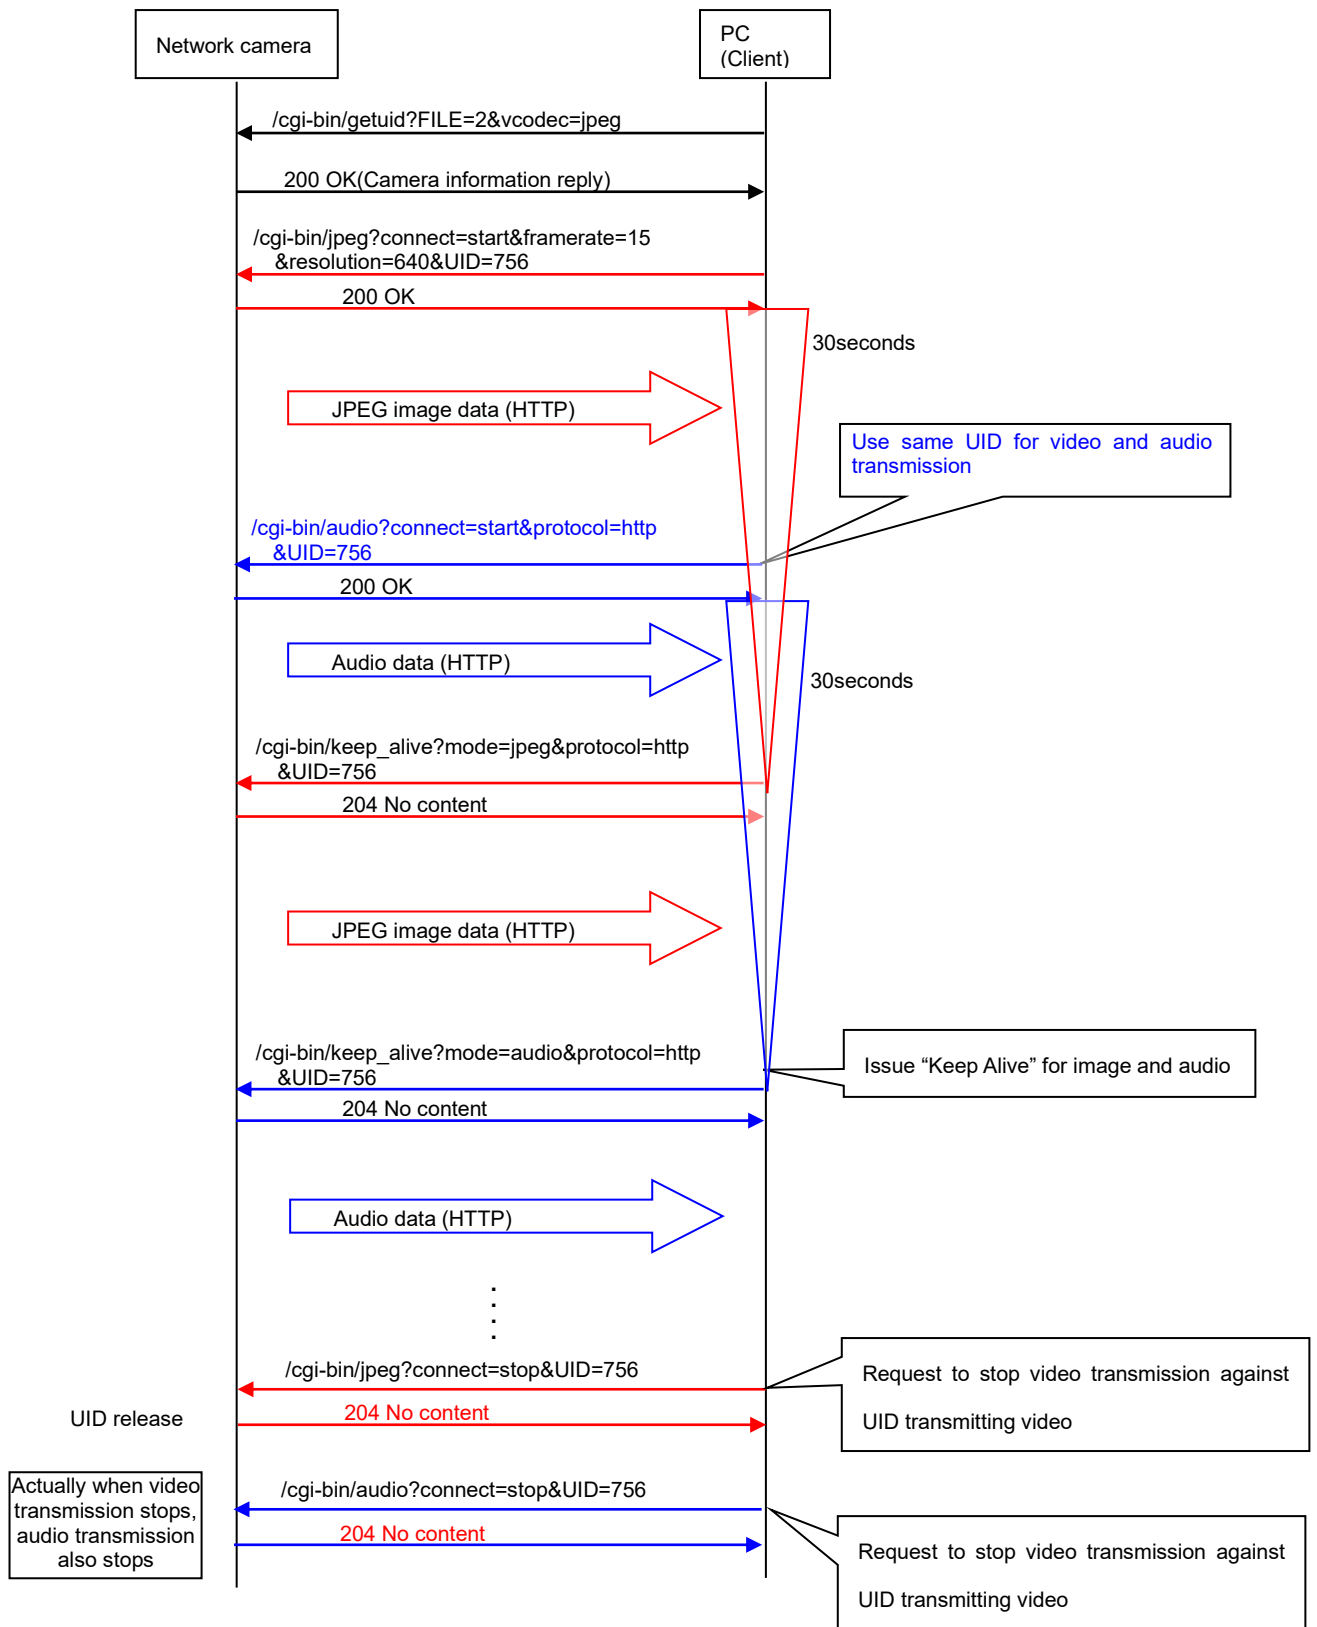 Network camera
PC
(Client)
/cgi-bin/getuid?FILE=2&vcodec=jpeg
200 OK(Camera information reply)
/cgi-bin/jpeg?connect=start&framerate=15
&resolution=640&UID=756
200 OK
30seconds
JPEG image data (HTTP)
Use same UID for video and audio
transmission
/cgi-bin/audio?connect=start&protocol=http
&UID=756
200 OK
Audio data (HTTP)
30seconds
/cgi-bin/keep_alive?mode=jpeg&protocol=http
&UID=756
204 No content
JPEG image data (HTTP)
/cgi-bin/keep_alive?mode=audio&protocol=http
&UID=756
Issue “Keep Alive” for image and audio
204 No content
Audio data (HTTP)
/cgi-bin/jpeg?connect=stop&UID=756
Request to stop video transmission against
UID transmitting video
204 No content
UID release
Actually when video
transmission stops,
audio transmission
also stops
/cgi-bin/audio?connect=stop&UID=756
204 No content
Request to stop video transmission against
UID transmitting video